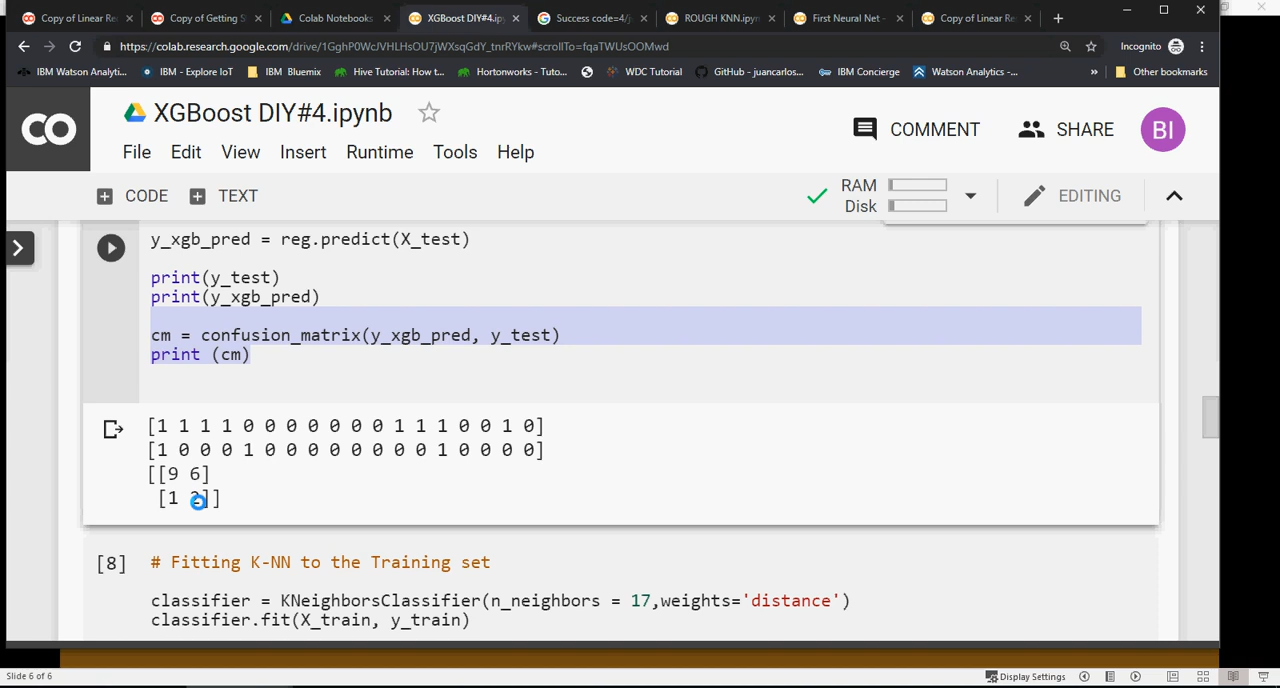 Copy of Linear Re
Copy of Getting S
Colab Notebooks
XGBoost DIY#4.ip
Success code=4/
ROUGH KNN.ipyn
First Neural Net -
Copy of Linear Re
https://colab.research.google.com/drive/1GghP0WcJVHLHsOU7jWXsqGdY_tnrRYkw#scrollTo=fqaTWUsOOMwd
Incognito
IBM Watson Analyti...
IBM - Explore IoT
IBM Bluemix
Hive Tutorial: How t...
Hortonworks - Tuto...
WDC Tutorial
GitHub - juancarlos...
IBM Concierge
Watson Analytics -...
»
Other bookmarks
CO
XGBoost DIY#4.ipynb
COMMENT
SHARE
BI
File Edit View Insert Runtime Tools Help
CODE
TEXT
RAM
Disk
EDITING
y_xgb_pred = reg.predict(X_test)
print(y_test)
print(y_xgb_pred)
cm = confusion_matrix(y_xgb_pred, y_test)
print (cm)
[1 1 1 1 0 0 0 0 0 0 0 1 1 1 0 0 1 0]
[1 0 0 0 1 0 0 0 0 0 0 0 0 1 0 0 0 0]
[[9 6]
[1 2]]
[8]
# Fitting K-NN to the Training set
classifier = KNeighborsClassifier(n_neighbors = 17,weights='distance')
classifier.fit(X_train, y_train)
Slide 6 of 6
Display Settings